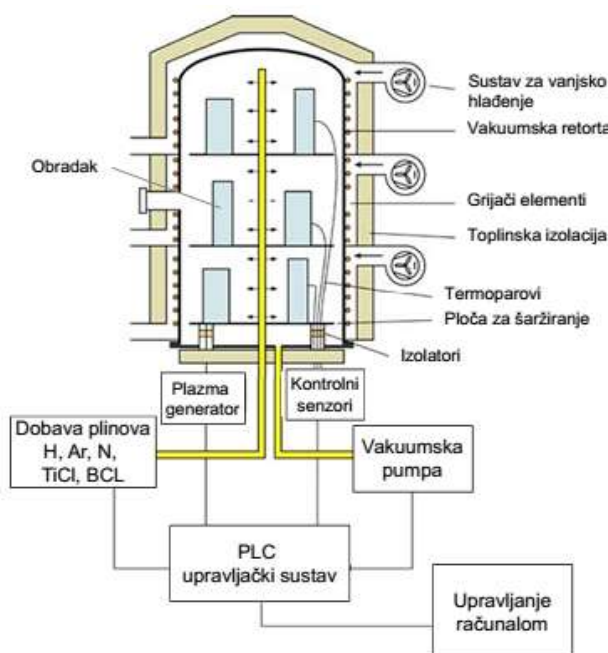 Sustav za vanjsko
hlađenje
Vakuumska retorta
Obradak
Grijači elementi
Toplinska izolacija
Termoparovi
Ploča za šaržiranje
Izolatori
Plazma
generator
Kontrolni
senzori
Dobava plinova
H, Ar, N,
TiCl, BCL
Vakuumska
pumpa
PLC
upravljački sustav
Upravljanje
računalom